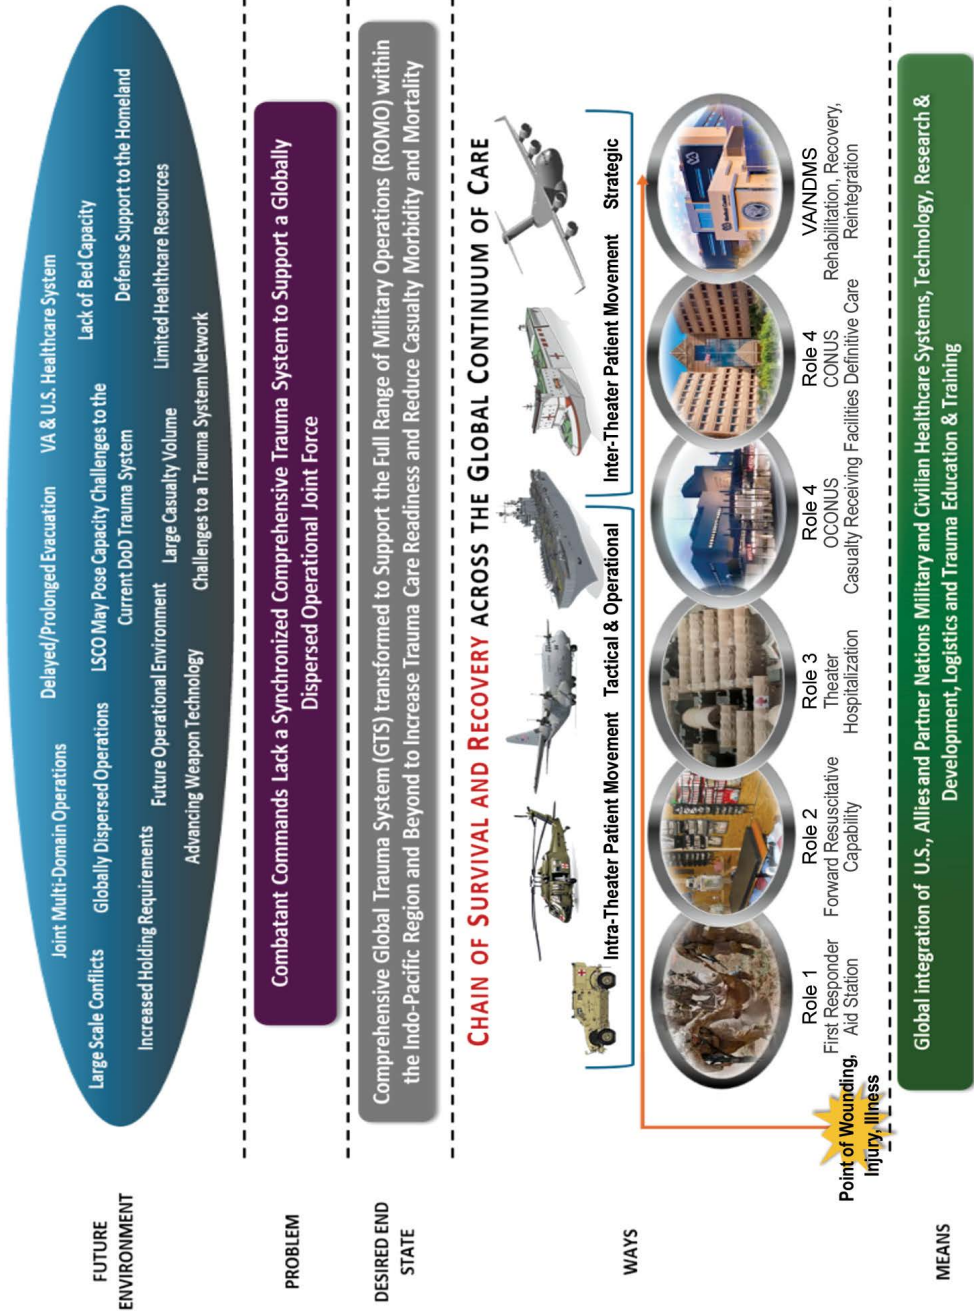 FUTURE
ENVIRONMENT
Joint Multi-Domain Operations
Delayed/Prolonged Evacuation
VA & U.S. Healthcare System
Large Scale Conflicts
Globally Dispersed Operations
LSCO May Pose Capacity Challenges to the
Current DoD Trauma System
Lack of Bed Capacity
Defense Support to the Homeland
Increased Holding Requirements
Future Operational Environment
Large Casualty Volume
Limited Healthcare Resources
Advancing Weapon Technology
Challenges to a Trauma System Network
PROBLEM
Combatant Commands Lack a Synchronized Comprehensive Trauma System to Support a Globally
Dispersed Operational Joint Force
DESIRED END
STATE
Comprehensive Global Trauma System (GTS) transformed to Support the Full Range of Military Operations (ROMO) within
the Indo-Pacific Region and Beyond to Increase Trauma Care Readiness and Reduce Casualty Morbidity and Mortality
WAYS
CHAIN OF SURVIVAL AND RECOVERY ACROSS THE GLOBAL CONTINUUM OF CARE
Intra-Theater Patient Movement Tactical & Operational
Inter-Theater Patient Movement Strategic
Point of Wounding,
Injury, Illness
Role 1
First Responder
Aid Station
Role 2
Forward Resuscitative
Capability
Role 3
Theater
Hospitalization
Role 4
OCONUS
Role 4
CONUS
Casualty Receiving Facilities Definitive Care
VA/NDMS
Rehabilitation, Recovery,
Reintegration
MEANS
Global integration of U.S., Allies and Partner Nations Military and Civilian Healthcare Systems, Technology, Research &
Development, Logistics and Trauma Education & Training